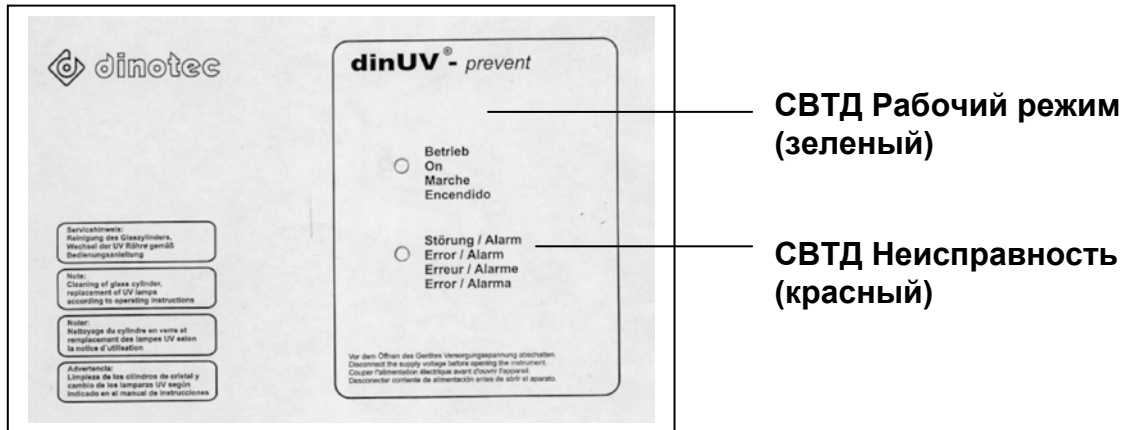 dinotec
dinUV®- prevent
Betrieb
On
Marche
Encendido
Störung / Alarm
Error / Alarm
Erreur / Alarme
Error / Alarma
Servicehinweis:
Reinigung des Glaszylinders,
Wechsel der UV Röhre gemäß
Bedienungsanleitung
Note:
Cleaning of glass cylinder,
replacement of UV lamps
according to operating instructions
Noter:
Nettoyage du cylindre en verre et
remplacement des lampes UV selon
la notice d'utilisation
Advertencia:
Limpieza de los cilindros de cristal y
cambio de los lamparas UV según
indicado en el manual de instrucciones
Vor dem Öffnen des Gerätes Versorgungsspannung abschalten.
Disconnect the supply voltage before opening the instrument.
Couper l'alimentation électrique avant d'ouvrir l'appareil.
Desconectar corriente de alimentación antes de abrir el aparato.
СВТД Рабочий режим
(зеленый)
СВТД Неисправность
(красный)